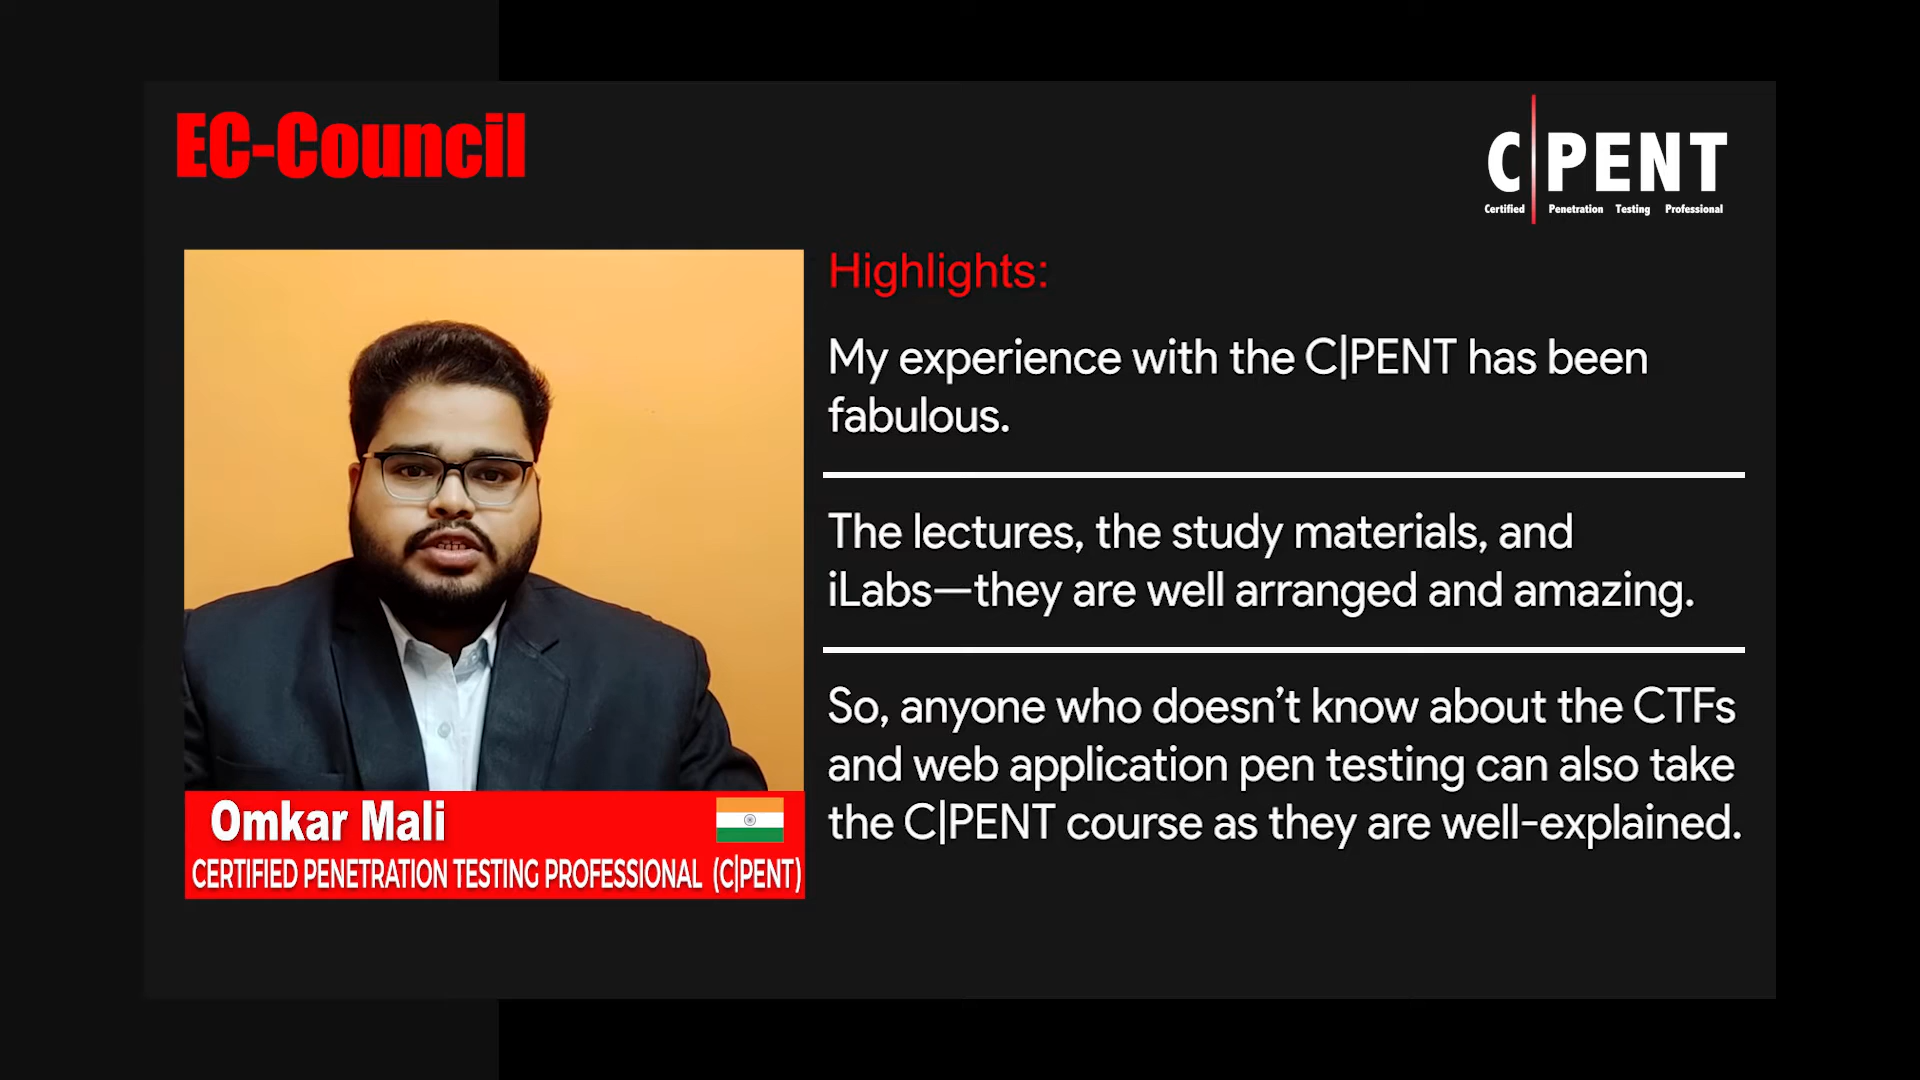 EC-Council
C|PENT
Certified Penetration Testing Professional
Highlights:
My experience with the C|PENT has been
fabulous.
The lectures, the study materials, and
iLabs—they are well arranged and amazing.
So, anyone who doesn’t know about the CTFs
and web application pen testing can also take
the C|PENT course as they are well-explained.
Omkar Mali
CERTIFIED PENETRATION TESTING PROFESSIONAL (C|PENT)